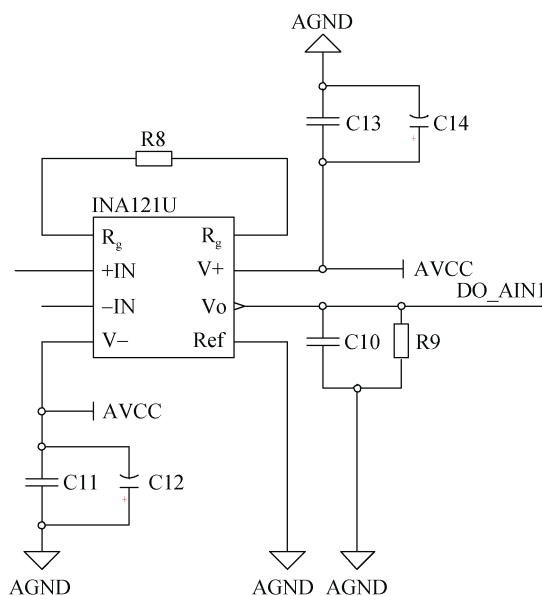 AGND
C13
C14
R8
INA121U
Rg
Rg
+IN
V+
AVCC
DO_AIN1
–IN
Vo
V–
Ref
C10
R9
AVCC
C11
C12
+
+
AGND
AGND
AGND